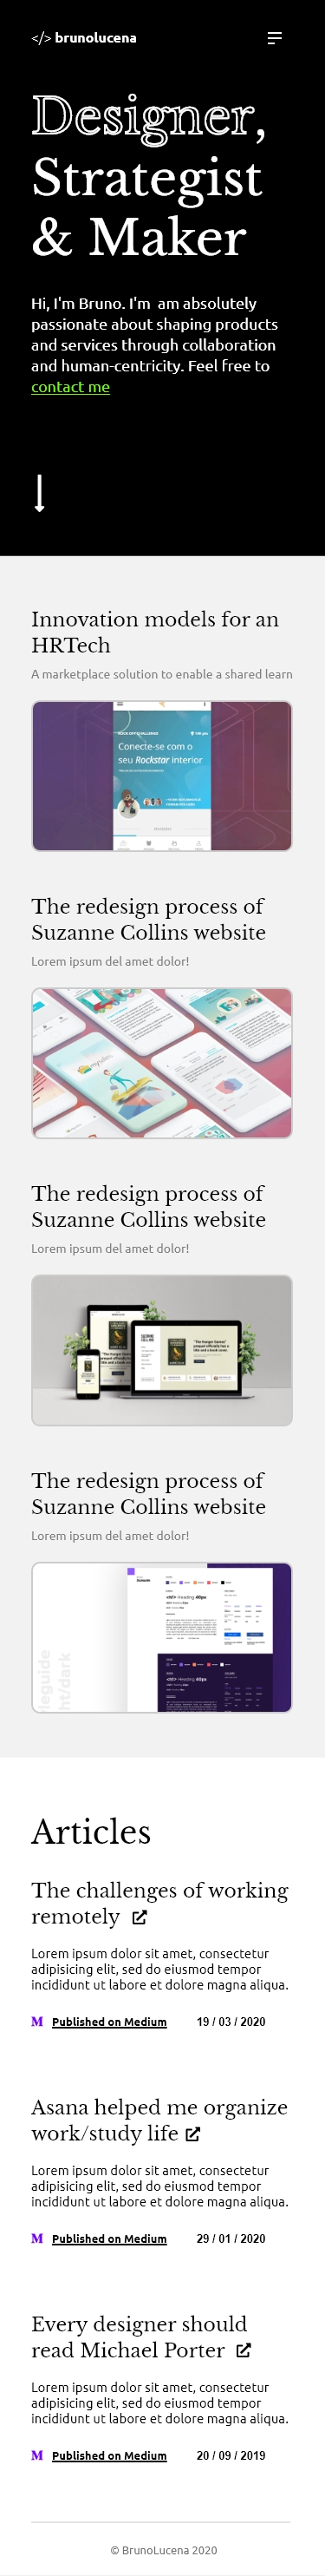 </> brunolucena
Designer,
Strategist
& Maker
Hi, I'm Bruno. I'm am absolutely
passionate about shaping products
and services through collaboration
and human-centricity. Feel free to
contact me
Innovation models for an
HRTech
A marketplace solution to enable a shared learn
Conecte-se com o
seu Rockstar interior
The redesign process of
Suzanne Collins website
Lorem ipsum del amet dolor!
The redesign process of
Suzanne Collins website
Lorem ipsum del amet dolor!
The redesign process of
Suzanne Collins website
Lorem ipsum del amet dolor!
<h1> Heading 40px
<h1> Heading 40px
Articles
The challenges of working
remotely
Lorem ipsum dolor sit amet, consectetur
adipisicing elit, sed do eiusmod tempor
incididunt ut labore et dolore magna aliqua.
M Published on Medium 19 / 03 / 2020
Asana helped me organize
work/study life
Lorem ipsum dolor sit amet, consectetur
adipisicing elit, sed do eiusmod tempor
incididunt ut labore et dolore magna aliqua.
M Published on Medium 29 / 01 / 2020
Every designer should
read Michael Porter
Lorem ipsum dolor sit amet, consectetur
adipisicing elit, sed do eiusmod tempor
incididunt ut labore et dolore magna aliqua.
M Published on Medium 20 / 09 / 2019
© BrunoLucena 2020